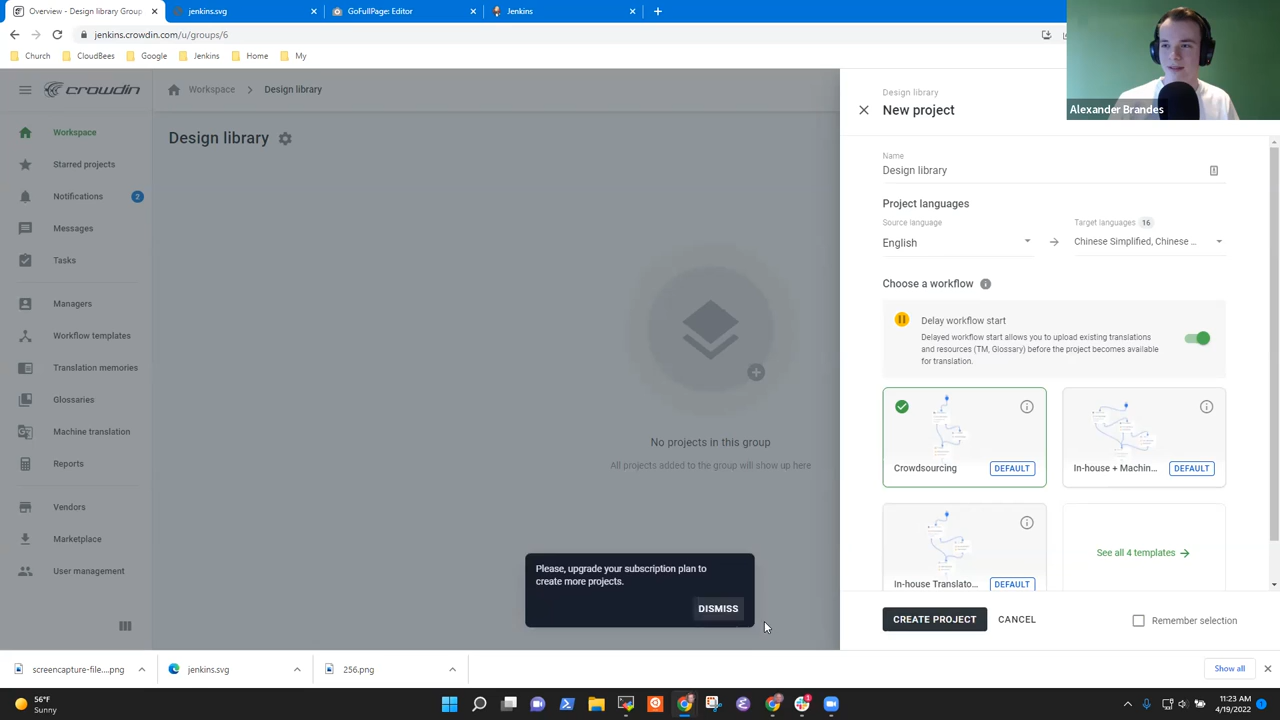 Overview - Design library Group:
jenkins.svg
GoFullPage: Editor
Jenkins
jenkins.crowdin.com/u/groups/6
Church
CloudBees
Google
Jenkins
Home
My
Alexander Brandes
crowdin
Workspace
Design library
Design library
New project
Workspace
Starred projects
Notifications
2
Messages
Tasks
Managers
Workflow templates
Translation memories
Glossaries
Machine translation
Reports
Vendors
Marketplace
User management
Design library
No projects in this group
All projects added to the group will show up here
Name
Design library
Project languages
Source language
English
Target languages 16
Chinese Simplified, Chinese ...
Choose a workflow
Delay workflow start
Delayed workflow start allows you to upload existing translations
and resources (TM, Glossary) before the project becomes available
for translation.
Crowdsourcing
DEFAULT
In-house + Machin...
DEFAULT
In-house Translato...
DEFAULT
See all 4 templates
Please, upgrade your subscription plan to
create more projects.
DISMISS
CREATE PROJECT
CANCEL
Remember selection
screencapture-file....png
jenkins.svg
256.png
Show all
56°F
Sunny
11:23 AM
4/19/2022